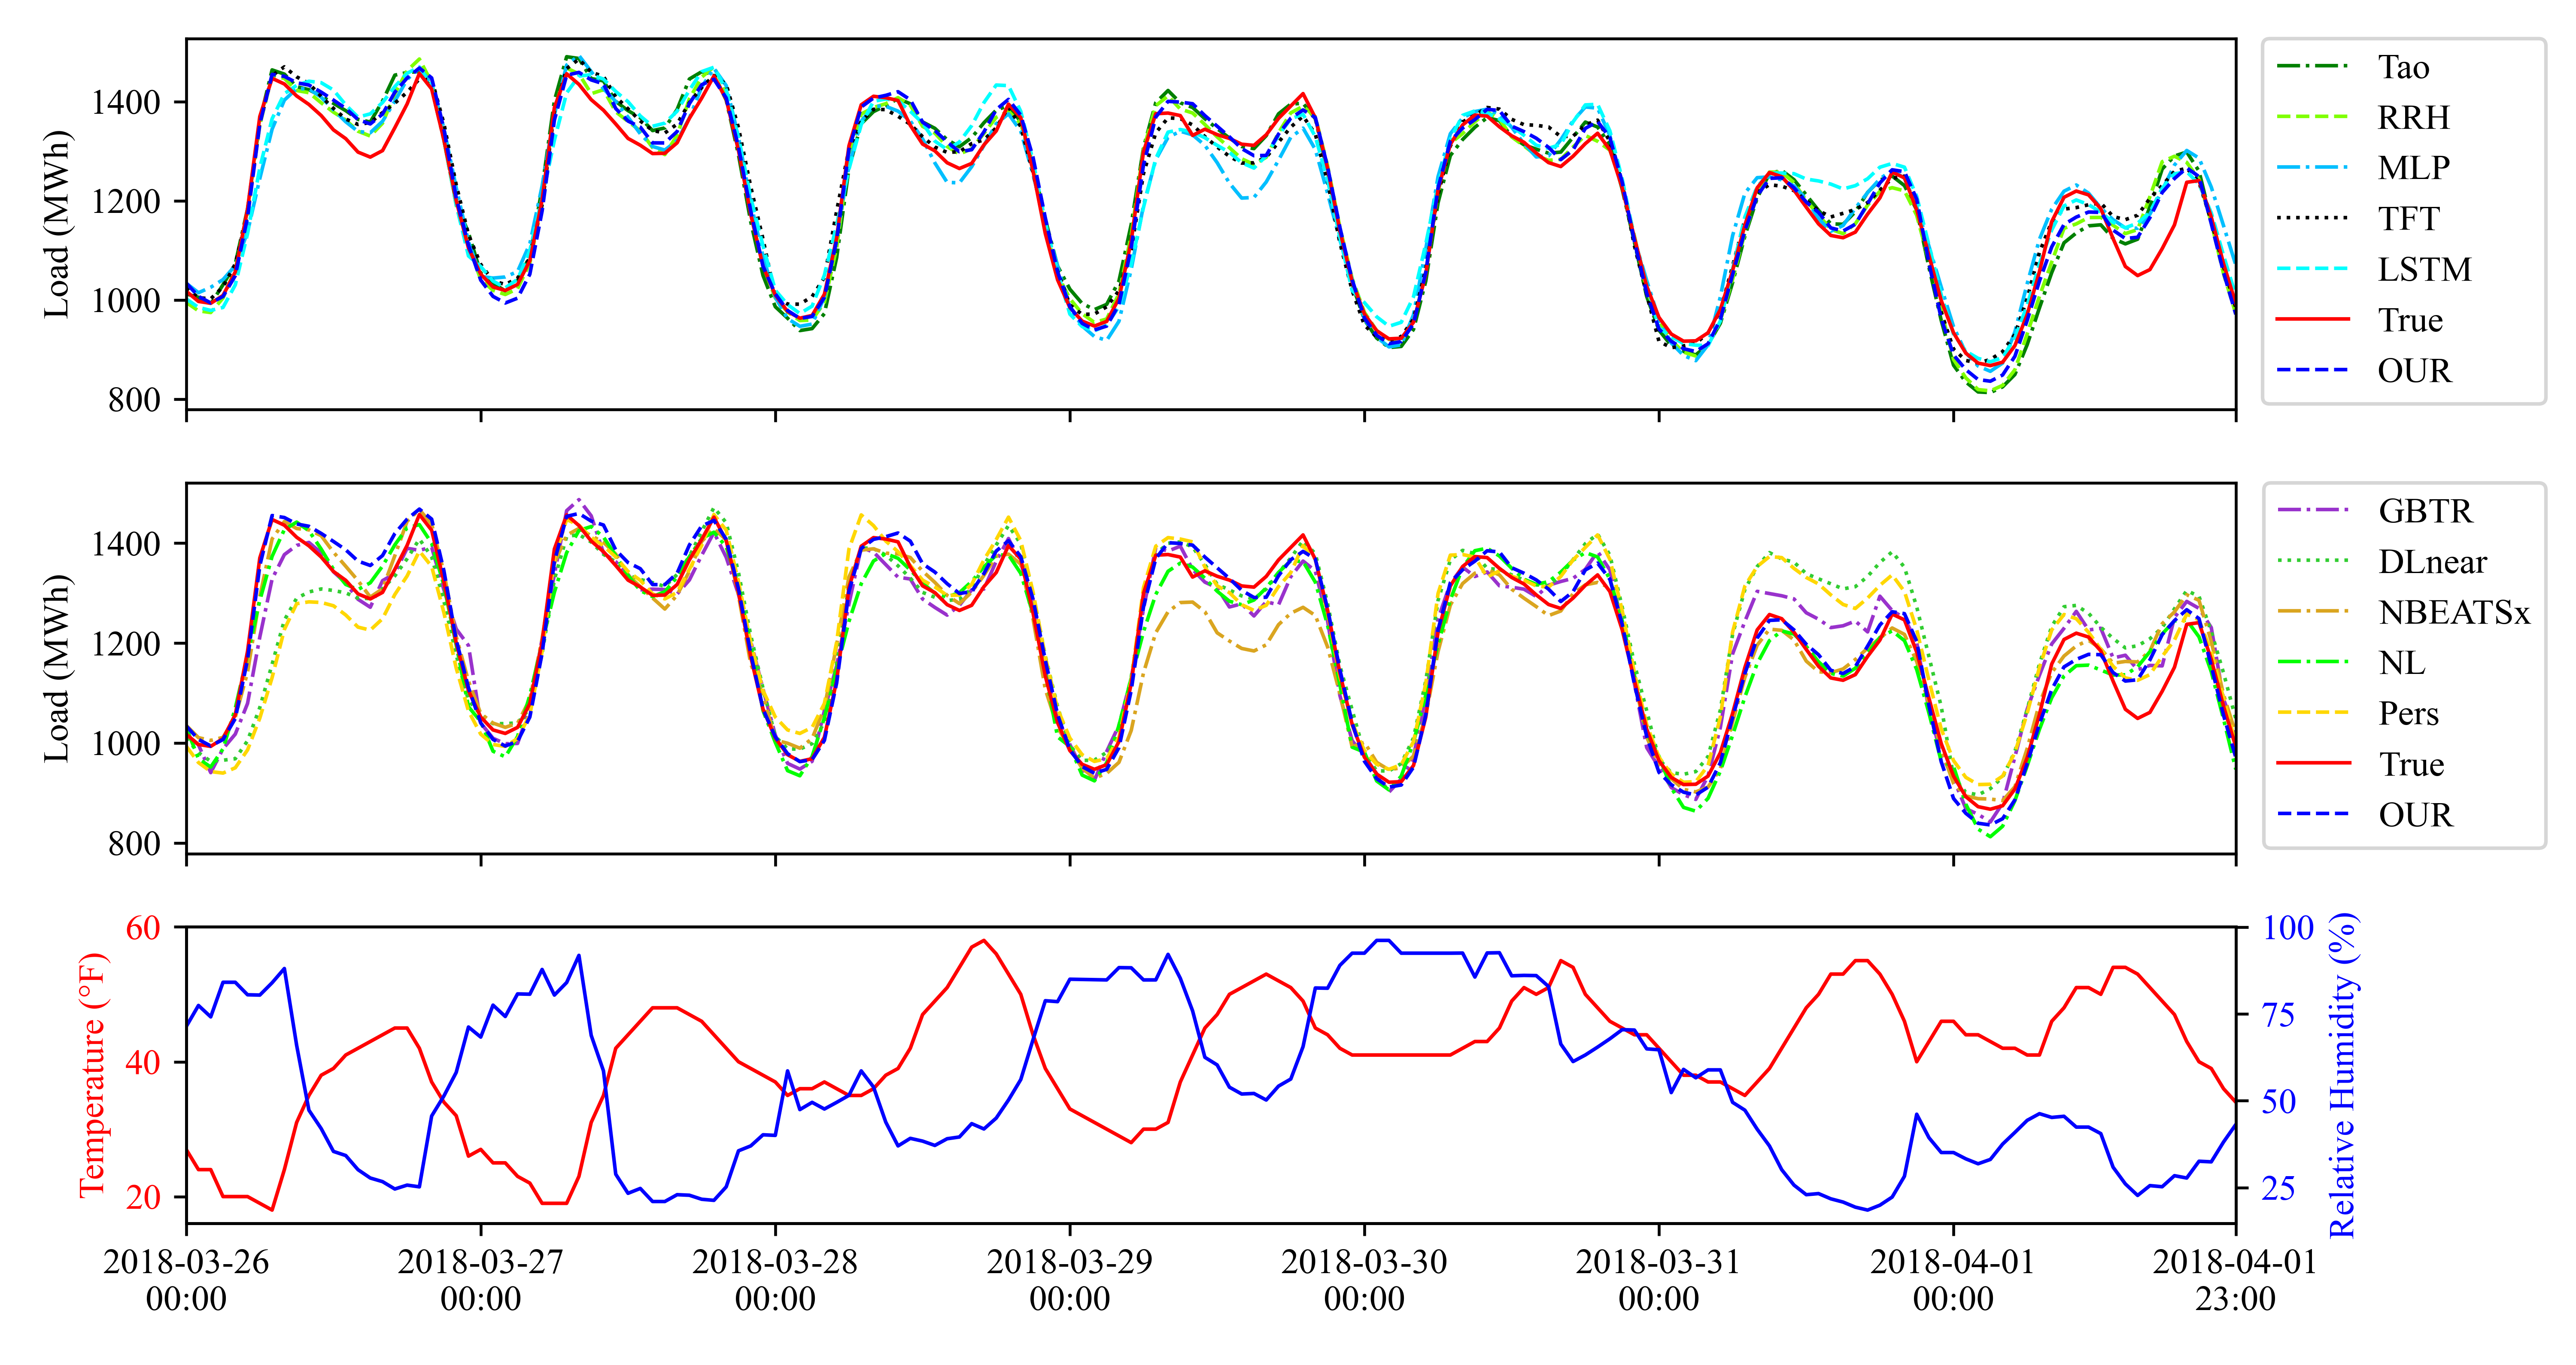 Load (MWh)
1400
1200
1000
800
Tao
RRH
MLP
TFT
LSTM
True
OUR
Load (MWh)
1400
1200
1000
800
GBTR
DLnear
NBEATSx
NL
Pers
True
OUR
Temperature (°F)
60
40
20
100
75
50
25
Relative Humidity (%)
2018-03-26
00:00
2018-03-27
00:00
2018-03-28
00:00
2018-03-29
00:00
2018-03-30
00:00
2018-03-31
00:00
2018-04-01
00:00
2018-04-01
23:00